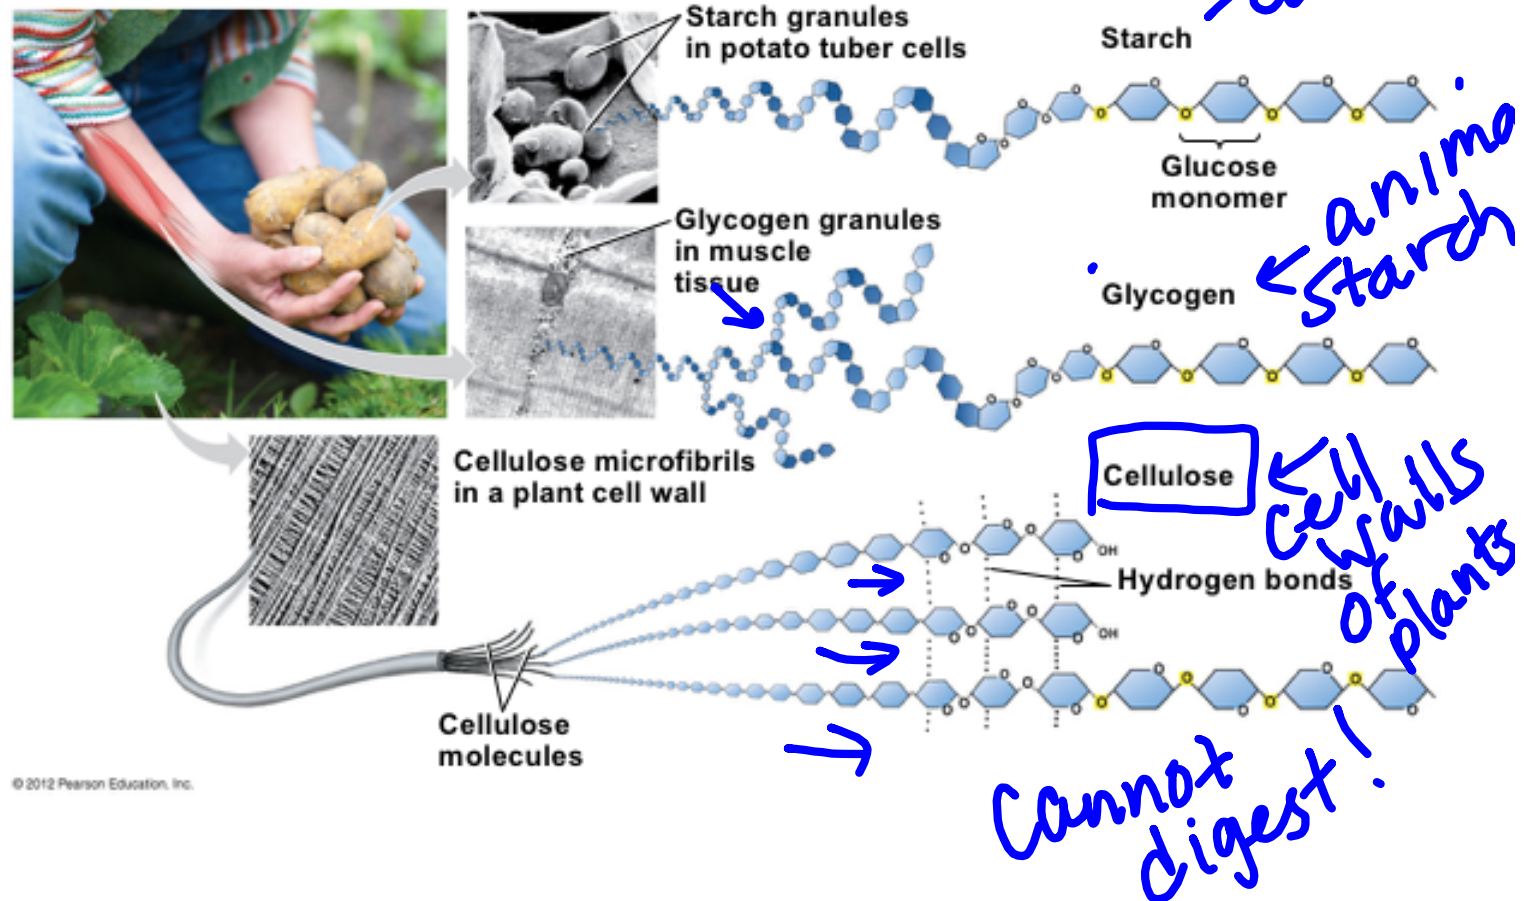 Starch granules
in potato tuber cells
Starch
Glucose
monomer
Glycogen granules
in muscle
tissue
Glycogen
starch
Cellulose microfibrils
in a plant cell wall
Cellulose
cell
walls
of
plants
OH
Hydrogen bonds
OH
Cellulose
molecules
© 2012 Pearson Education, Inc.
Cannot
digest!